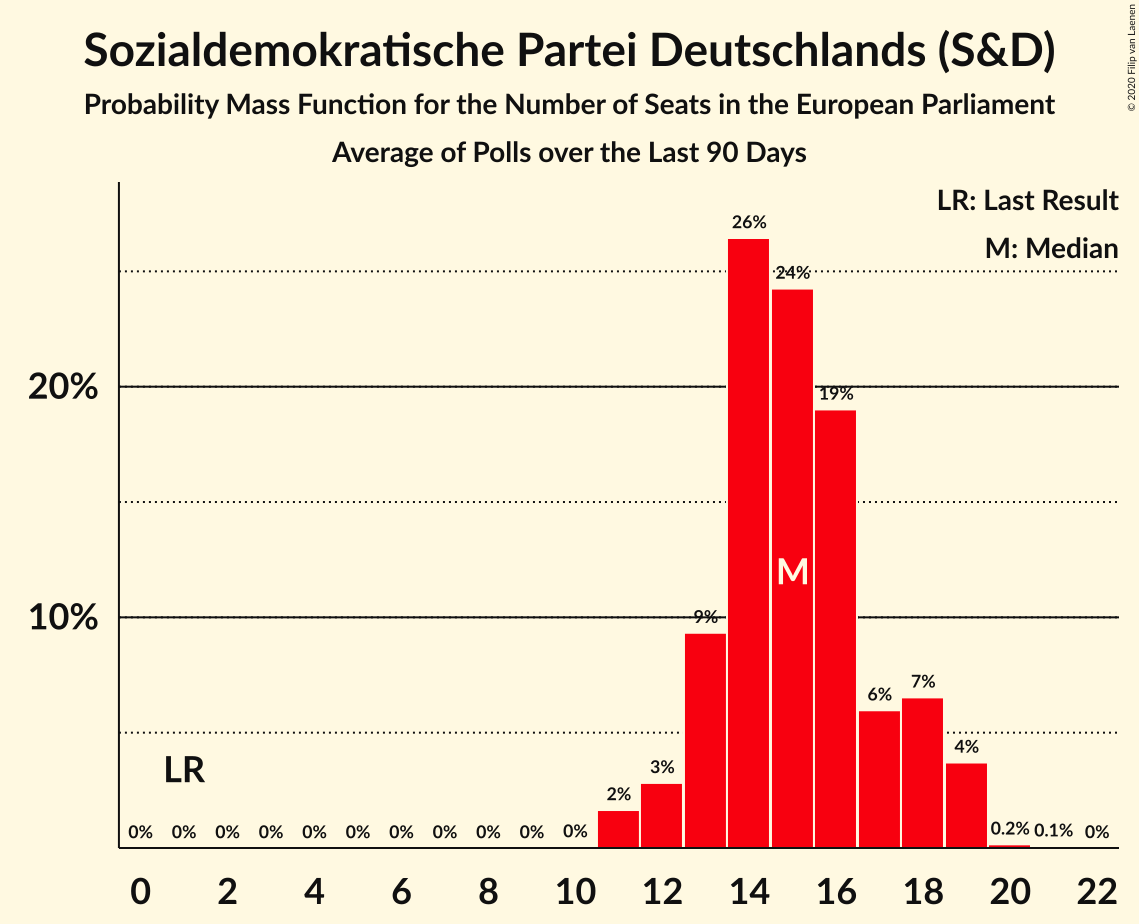 Sozialdemokratische Partei Deutschlands (S&D)
Probability Mass Function for the Number of Seats in the European Parliament
Average of Polls over the Last 90 Days
© 2020 Filip van Laenen
LR: Last Result
M: Median
26%
24%
20%
19%
M
10%
9%
7%
6%
4%
LR
3%
2%
0% 0% 0% 0% 0% 0% 0% 0% 0% 0% 0% 0.2% 0.1% 0%
0 2 4 6 8 10 12 14 16 18 20 22